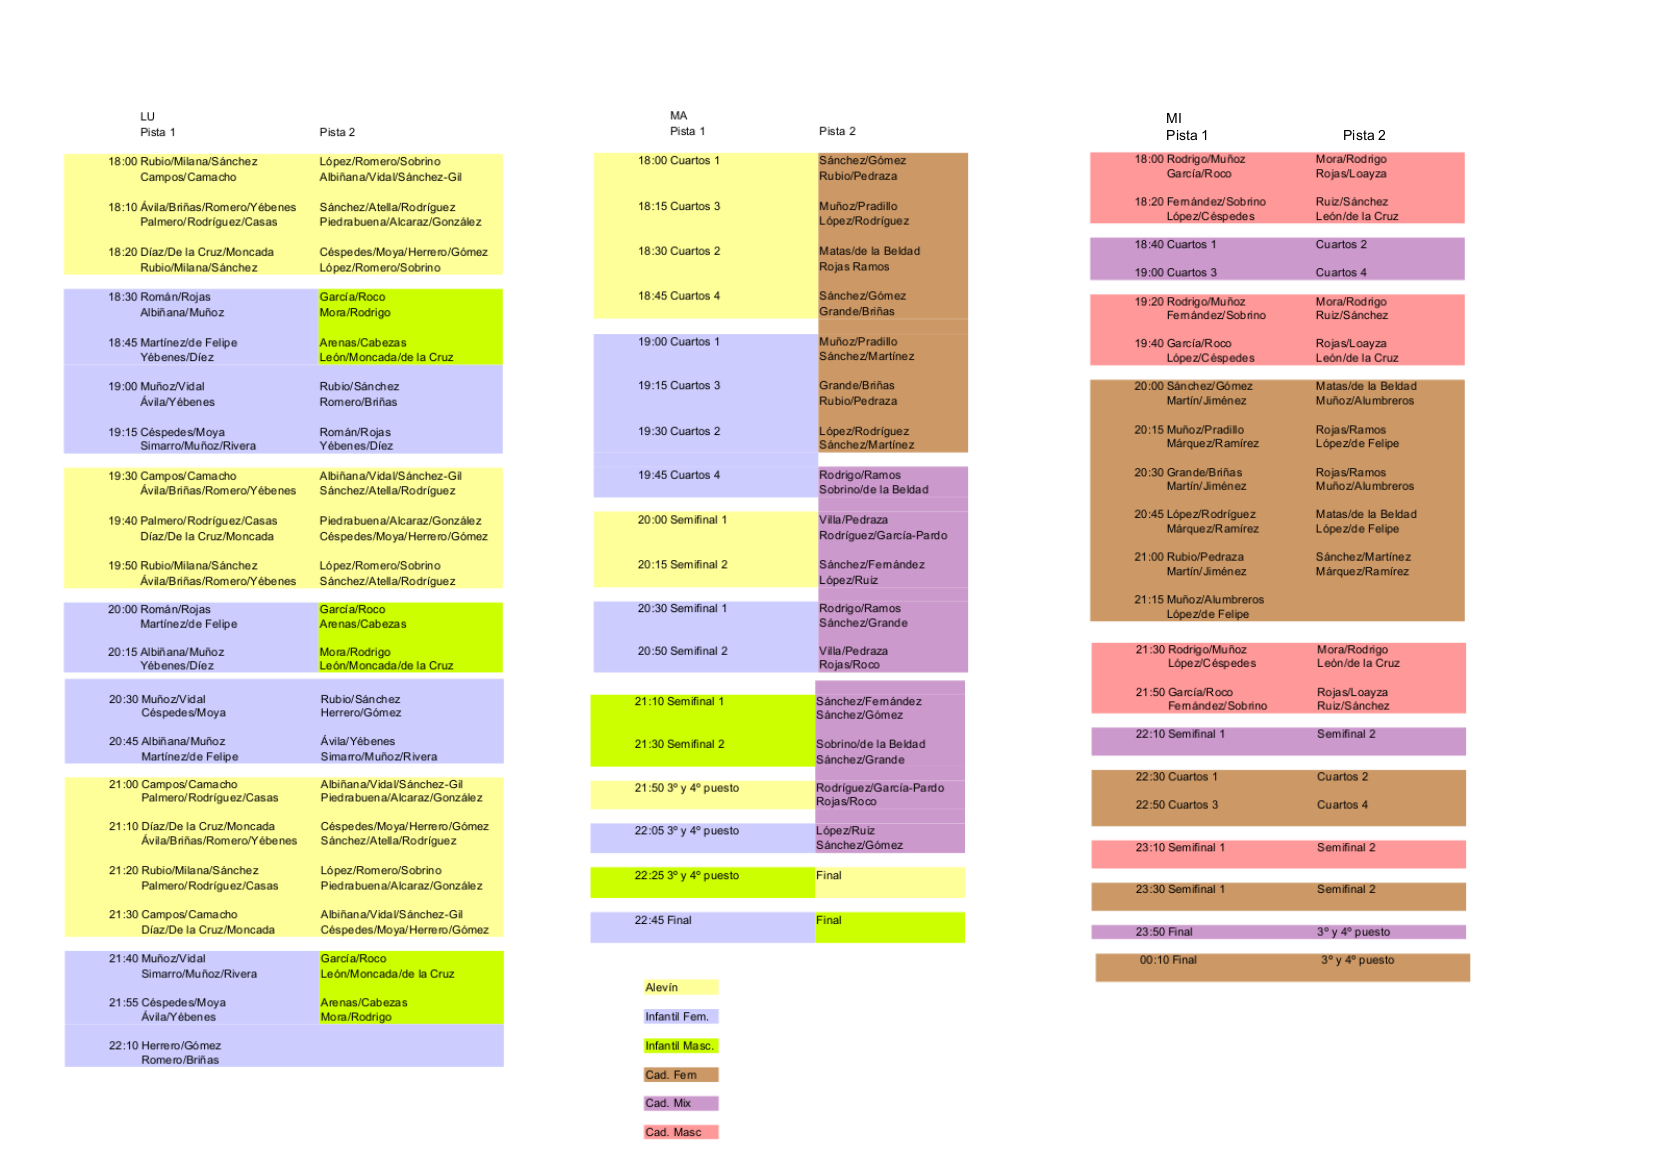 LU
Pista 1 Pista 2
18:00 Rubio/Milana/Sánchez López/Romero/Sobrino
Campos/Camacho Albiñana/Vidal/Sánchez-Gil
18:10 Ávila/Briñas/Romero/Yébenes Sánchez/Atella/Rodríguez
Palmero/Rodríguez/Casas Piedrabuena/Alcaraz/González
18:20 Díaz/De la Cruz/Moncada Céspedes/Moya/Herrero/Gómez
Rubio/Milana/Sánchez López/Romero/Sobrino
18:30 Román/Rojas García/Roco
Albiñana/Muñoz Mora/Rodrigo
18:45 Martínez/de Felipe Arenas/Cabezas
Yébenes/Díez León/Moncada/de la Cruz
19:00 Muñoz/Vidal Rubio/Sánchez
Ávila/Yébenes Romero/Briñas
19:15 Céspedes/Moya Román/Rojas
Simarro/Muñoz/Rivera Yébenes/Díez
19:30 Campos/Camacho Albiñana/Vidal/Sánchez-Gil
Ávila/Briñas/Romero/Yébenes Sánchez/Atella/Rodríguez
19:40 Palmero/Rodríguez/Casas Piedrabuena/Alcaraz/González
Díaz/De la Cruz/Moncada Céspedes/Moya/Herrero/Gómez
19:50 Rubio/Milana/Sánchez López/Romero/Sobrino
Ávila/Briñas/Romero/Yébenes Sánchez/Atella/Rodríguez
20:00 Román/Rojas García/Roco
Martínez/de Felipe Arenas/Cabezas
20:15 Albiñana/Muñoz Mora/Rodrigo
Yébenes/Díez León/Moncada/de la Cruz
20:30 Muñoz/Vidal Rubio/Sánchez
Céspedes/Moya Herrero/Gómez
20:45 Albiñana/Muñoz Ávila/Yébenes
Martínez/de Felipe Simarro/Muñoz/Rivera
21:00 Campos/Camacho Albiñana/Vidal/Sánchez-Gil
Palmero/Rodríguez/Casas Piedrabuena/Alcaraz/González
21:10 Díaz/De la Cruz/Moncada Céspedes/Moya/Herrero/Gómez
Ávila/Briñas/Romero/Yébenes Sánchez/Atella/Rodríguez
21:20 Rubio/Milana/Sánchez López/Romero/Sobrino
Palmero/Rodríguez/Casas Piedrabuena/Alcaraz/González
21:30 Campos/Camacho Albiñana/Vidal/Sánchez-Gil
Díaz/De la Cruz/Moncada Céspedes/Moya/Herrero/Gómez
21:40 Muñoz/Vidal García/Roco
Simarro/Muñoz/Rivera León/Moncada/de la Cruz
21:55 Céspedes/Moya Arenas/Cabezas
Ávila/Yébenes Mora/Rodrigo
22:10 Herrero/Gómez
Romero/Briñas
MA
Pista 1 Pista 2
18:00 Cuartos 1 Sánchez/Gómez
Rubio/Pedraza
18:15 Cuartos 3 Muñoz/Pradillo
López/Rodríguez
18:30 Cuartos 2 Matas/de la Beldad
Rojas Ramos
18:45 Cuartos 4 Sánchez/Gómez
Grande/Briñas
19:00 Cuartos 1 Muñoz/Pradillo
Sánchez/Martínez
19:15 Cuartos 3 Grande/Briñas
Rubio/Pedraza
19:30 Cuartos 2 López/Rodríguez
Sánchez/Martínez
19:45 Cuartos 4 Rodrigo/Ramos
Sobrino/de la Beldad
20:00 Semifinal 1 Villa/Pedraza
Rodríguez/García-Pardo
20:15 Semifinal 2 Sánchez/Fernández
López/Ruiz
20:30 Semifinal 1 Rodrigo/Ramos
Sánchez/Grande
20:50 Semifinal 2 Villa/Pedraza
Rojas/Roco
21:10 Semifinal 1 Sánchez/Fernández
Sánchez/Gómez
21:30 Semifinal 2 Sobrino/de la Beldad
Sánchez/Grande
21:50 3º y 4º puesto Rodríguez/García-Pardo
Rojas/Roco
22:05 3º y 4º puesto López/Ruiz
Sánchez/Gómez
22:25 3º y 4º puesto Final
22:45 Final Final
Alevín
Infantil Fem.
Infantil Masc.
Cad. Fem
Cad. Mix
Cad. Masc
MI
Pista 1 Pista 2
18:00 Rodrigo/Muñoz Mora/Rodrigo
García/Roco Rojas/Loayza
18:20 Fernández/Sobrino Ruiz/Sánchez
López/Céspedes León/de la Cruz
18:40 Cuartos 1 Cuartos 2
19:00 Cuartos 3 Cuartos 4
19:20 Rodrigo/Muñoz Mora/Rodrigo
Fernández/Sobrino Ruiz/Sánchez
19:40 García/Roco Rojas/Loayza
López/Céspedes León/de la Cruz
20:00 Sánchez/Gómez Matas/de la Beldad
Martín/Jiménez Muñoz/Alumbreros
20:15 Muñoz/Pradillo Rojas/Ramos
Márquez/Ramírez López/de Felipe
20:30 Grande/Briñas Rojas/Ramos
Martín/Jiménez Muñoz/Alumbreros
20:45 López/Rodríguez Matas/de la Beldad
Márquez/Ramírez López/de Felipe
21:00 Rubio/Pedraza Sánchez/Martínez
Martín/Jiménez Márquez/Ramírez
21:15 Muñoz/Alumbreros
López/de Felipe
21:30 Rodrigo/Muñoz Mora/Rodrigo
López/Céspedes León/de la Cruz
21:50 García/Roco Rojas/Loayza
Fernández/Sobrino Ruiz/Sánchez
22:10 Semifinal 1 Semifinal 2
22:30 Cuartos 1 Cuartos 2
22:50 Cuartos 3 Cuartos 4
23:10 Semifinal 1 Semifinal 2
23:30 Semifinal 1 Semifinal 2
23:50 Final 3º y 4º puesto
00:10 Final 3º y 4º puesto